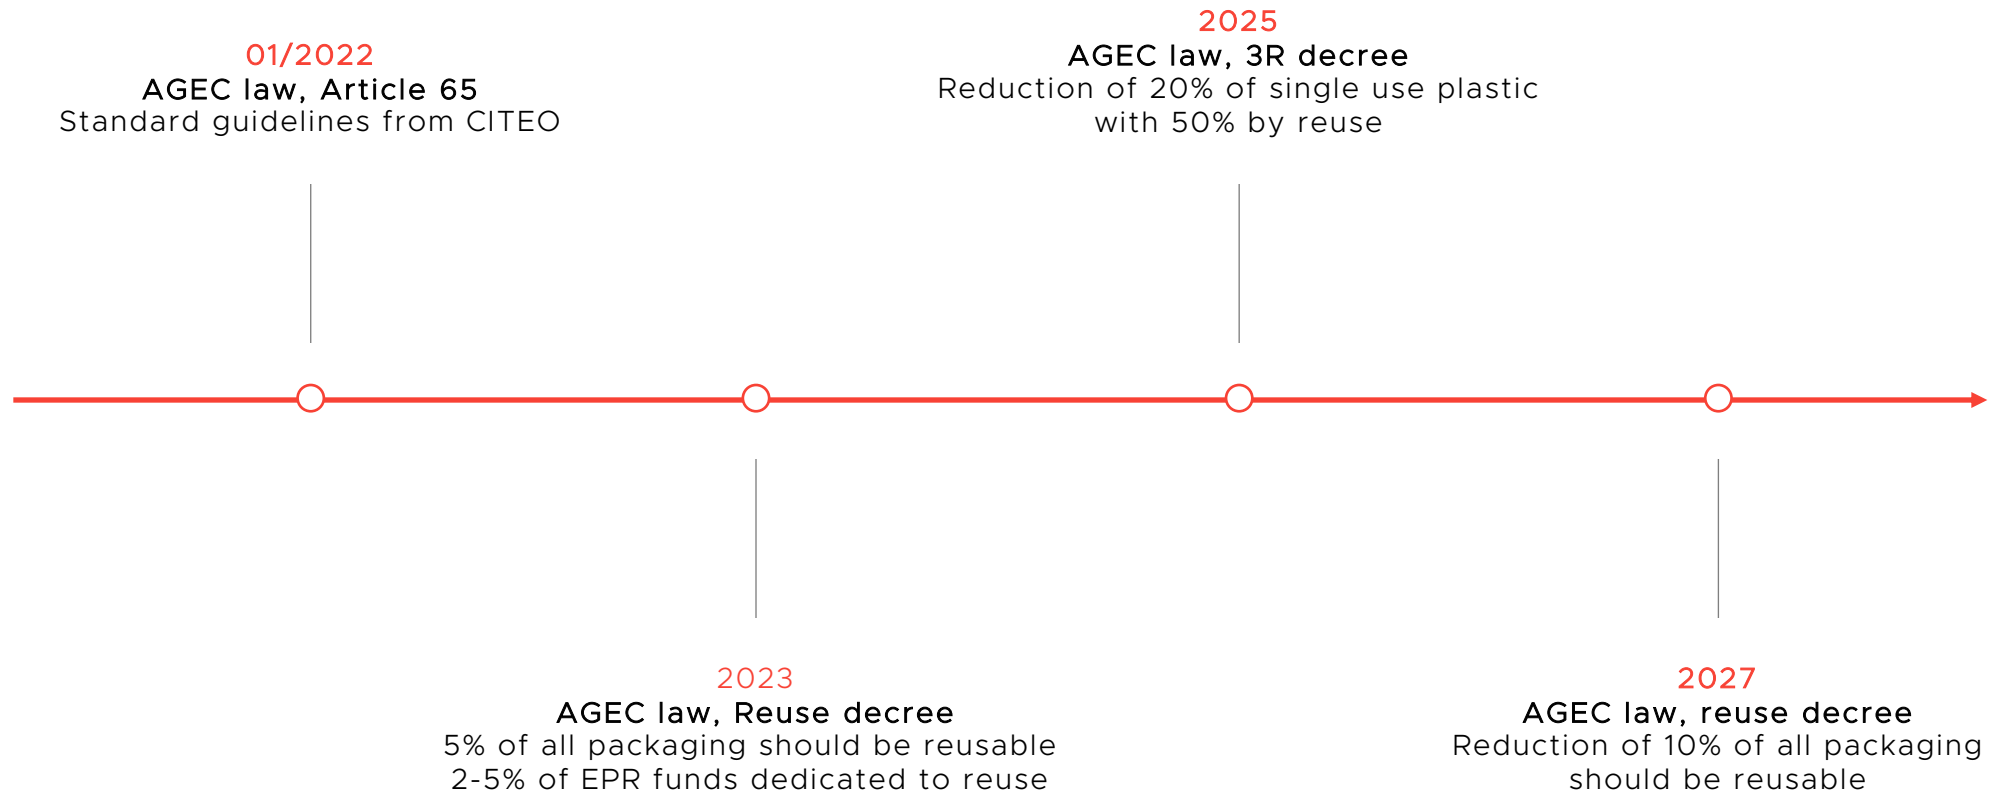 01/2022
AGEC law, Article 65
Standard guidelines from CITEO
2023
AGEC law, Reuse decree
5% of all packaging should be reusable
2-5% of EPR funds dedicated to reuse
2025
AGEC law, 3R decree
Reduction of 20% of single use plastic
with 50% by reuse
2027
AGEC law, reuse decree
Reduction of 10% of all packaging
should be reusable